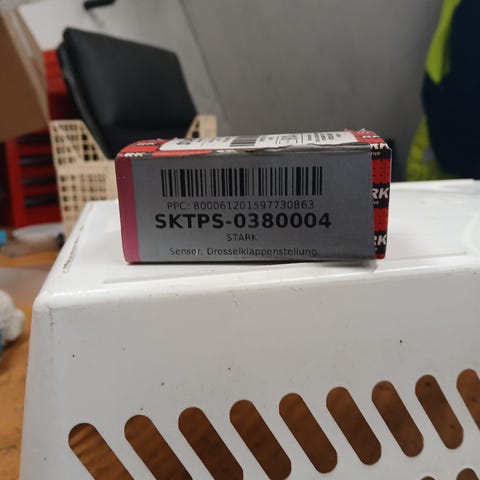 PPC: 800061201597730863
SKTPS-0380004
STARK
Sensor, Drosselklappenstellung